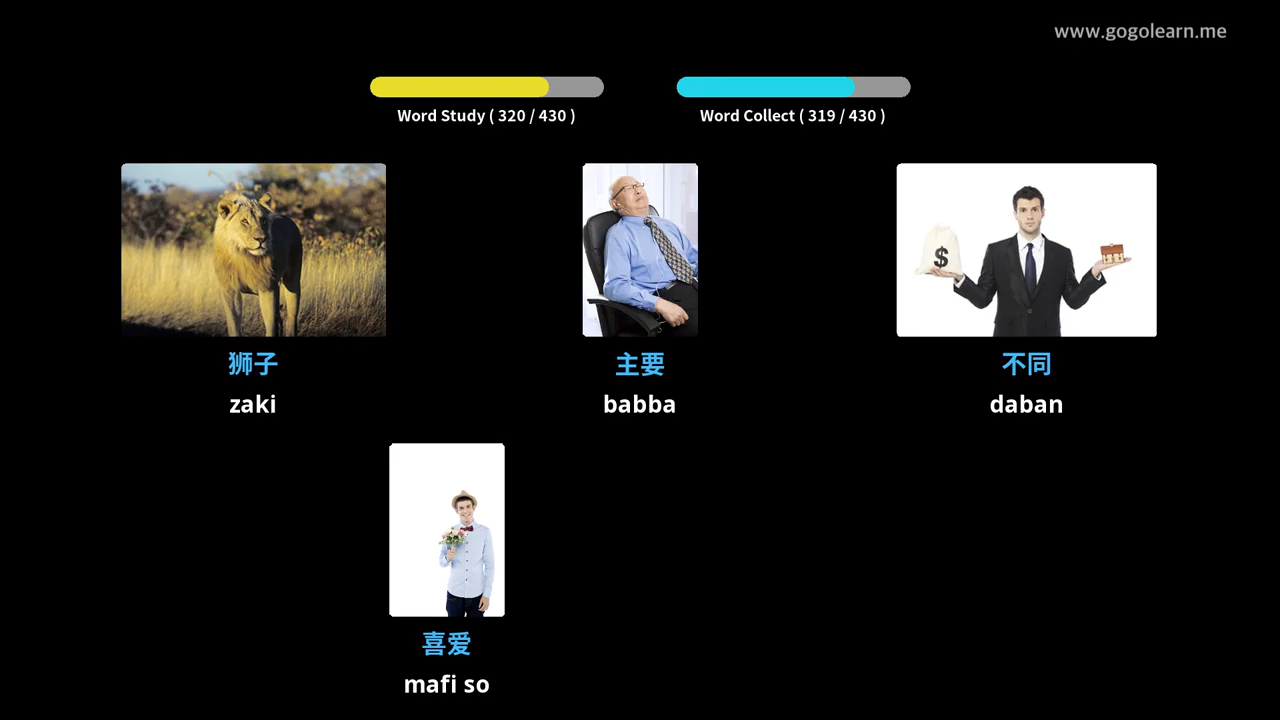 www.gogolearn.me
Word Study ( 320 / 430 )
Word Collect ( 319 / 430 )
$
狮子
主要
不同
zaki
babba
daban
喜爱
mafi so